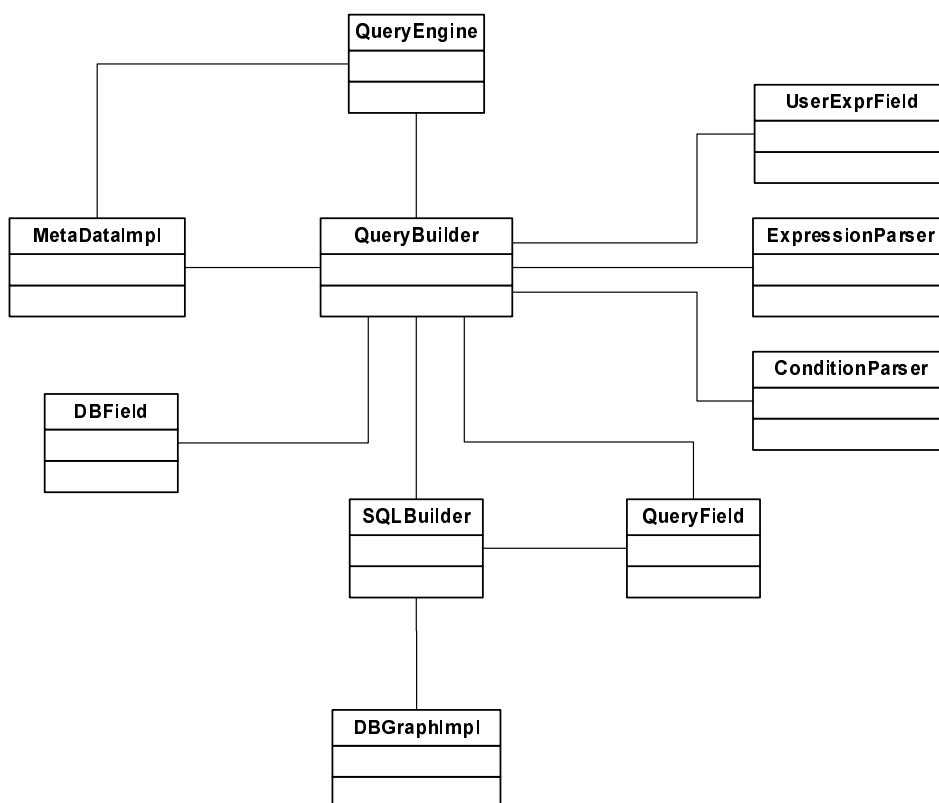 QueryEngine
UserExprField
MetaDataImpl
QueryBuilder
ExpressionParser
ConditionParser
DBField
SQLBuilder
QueryField
DBGraphImpl